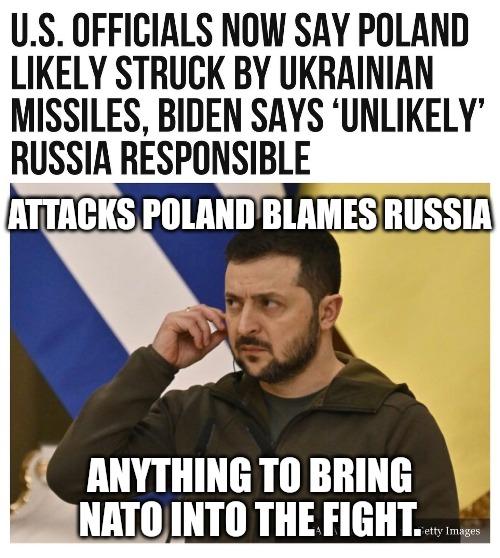 U.S. OFFICIALS NOW SAY POLAND
LIKELY STRUCK BY UKRAINIAN
MISSILES, BIDEN SAYS ‘UNLIKELY’
RUSSIA RESPONSIBLE
ATTACKS POLAND BLAMES RUSSIA
ANYTHING TO BRING
NATO INTO THE FIGHT.
Images